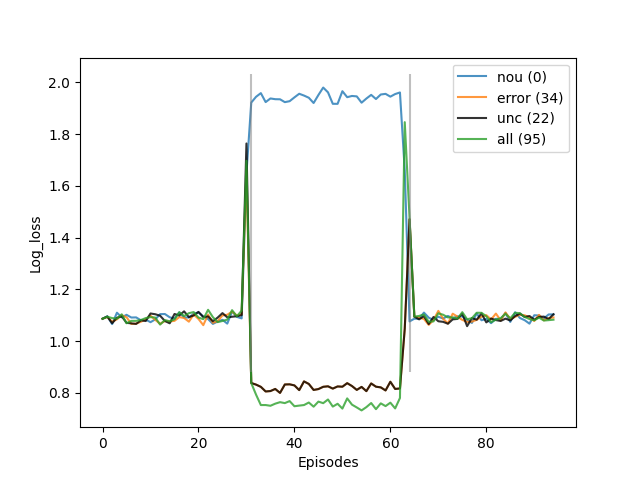 nou (0)
error (34)
unc (22)
all (95)
2.0
1.8
1.6
1.4
1.2
1.0
0.8
Log_loss
0 20 40 60 80
Episodes